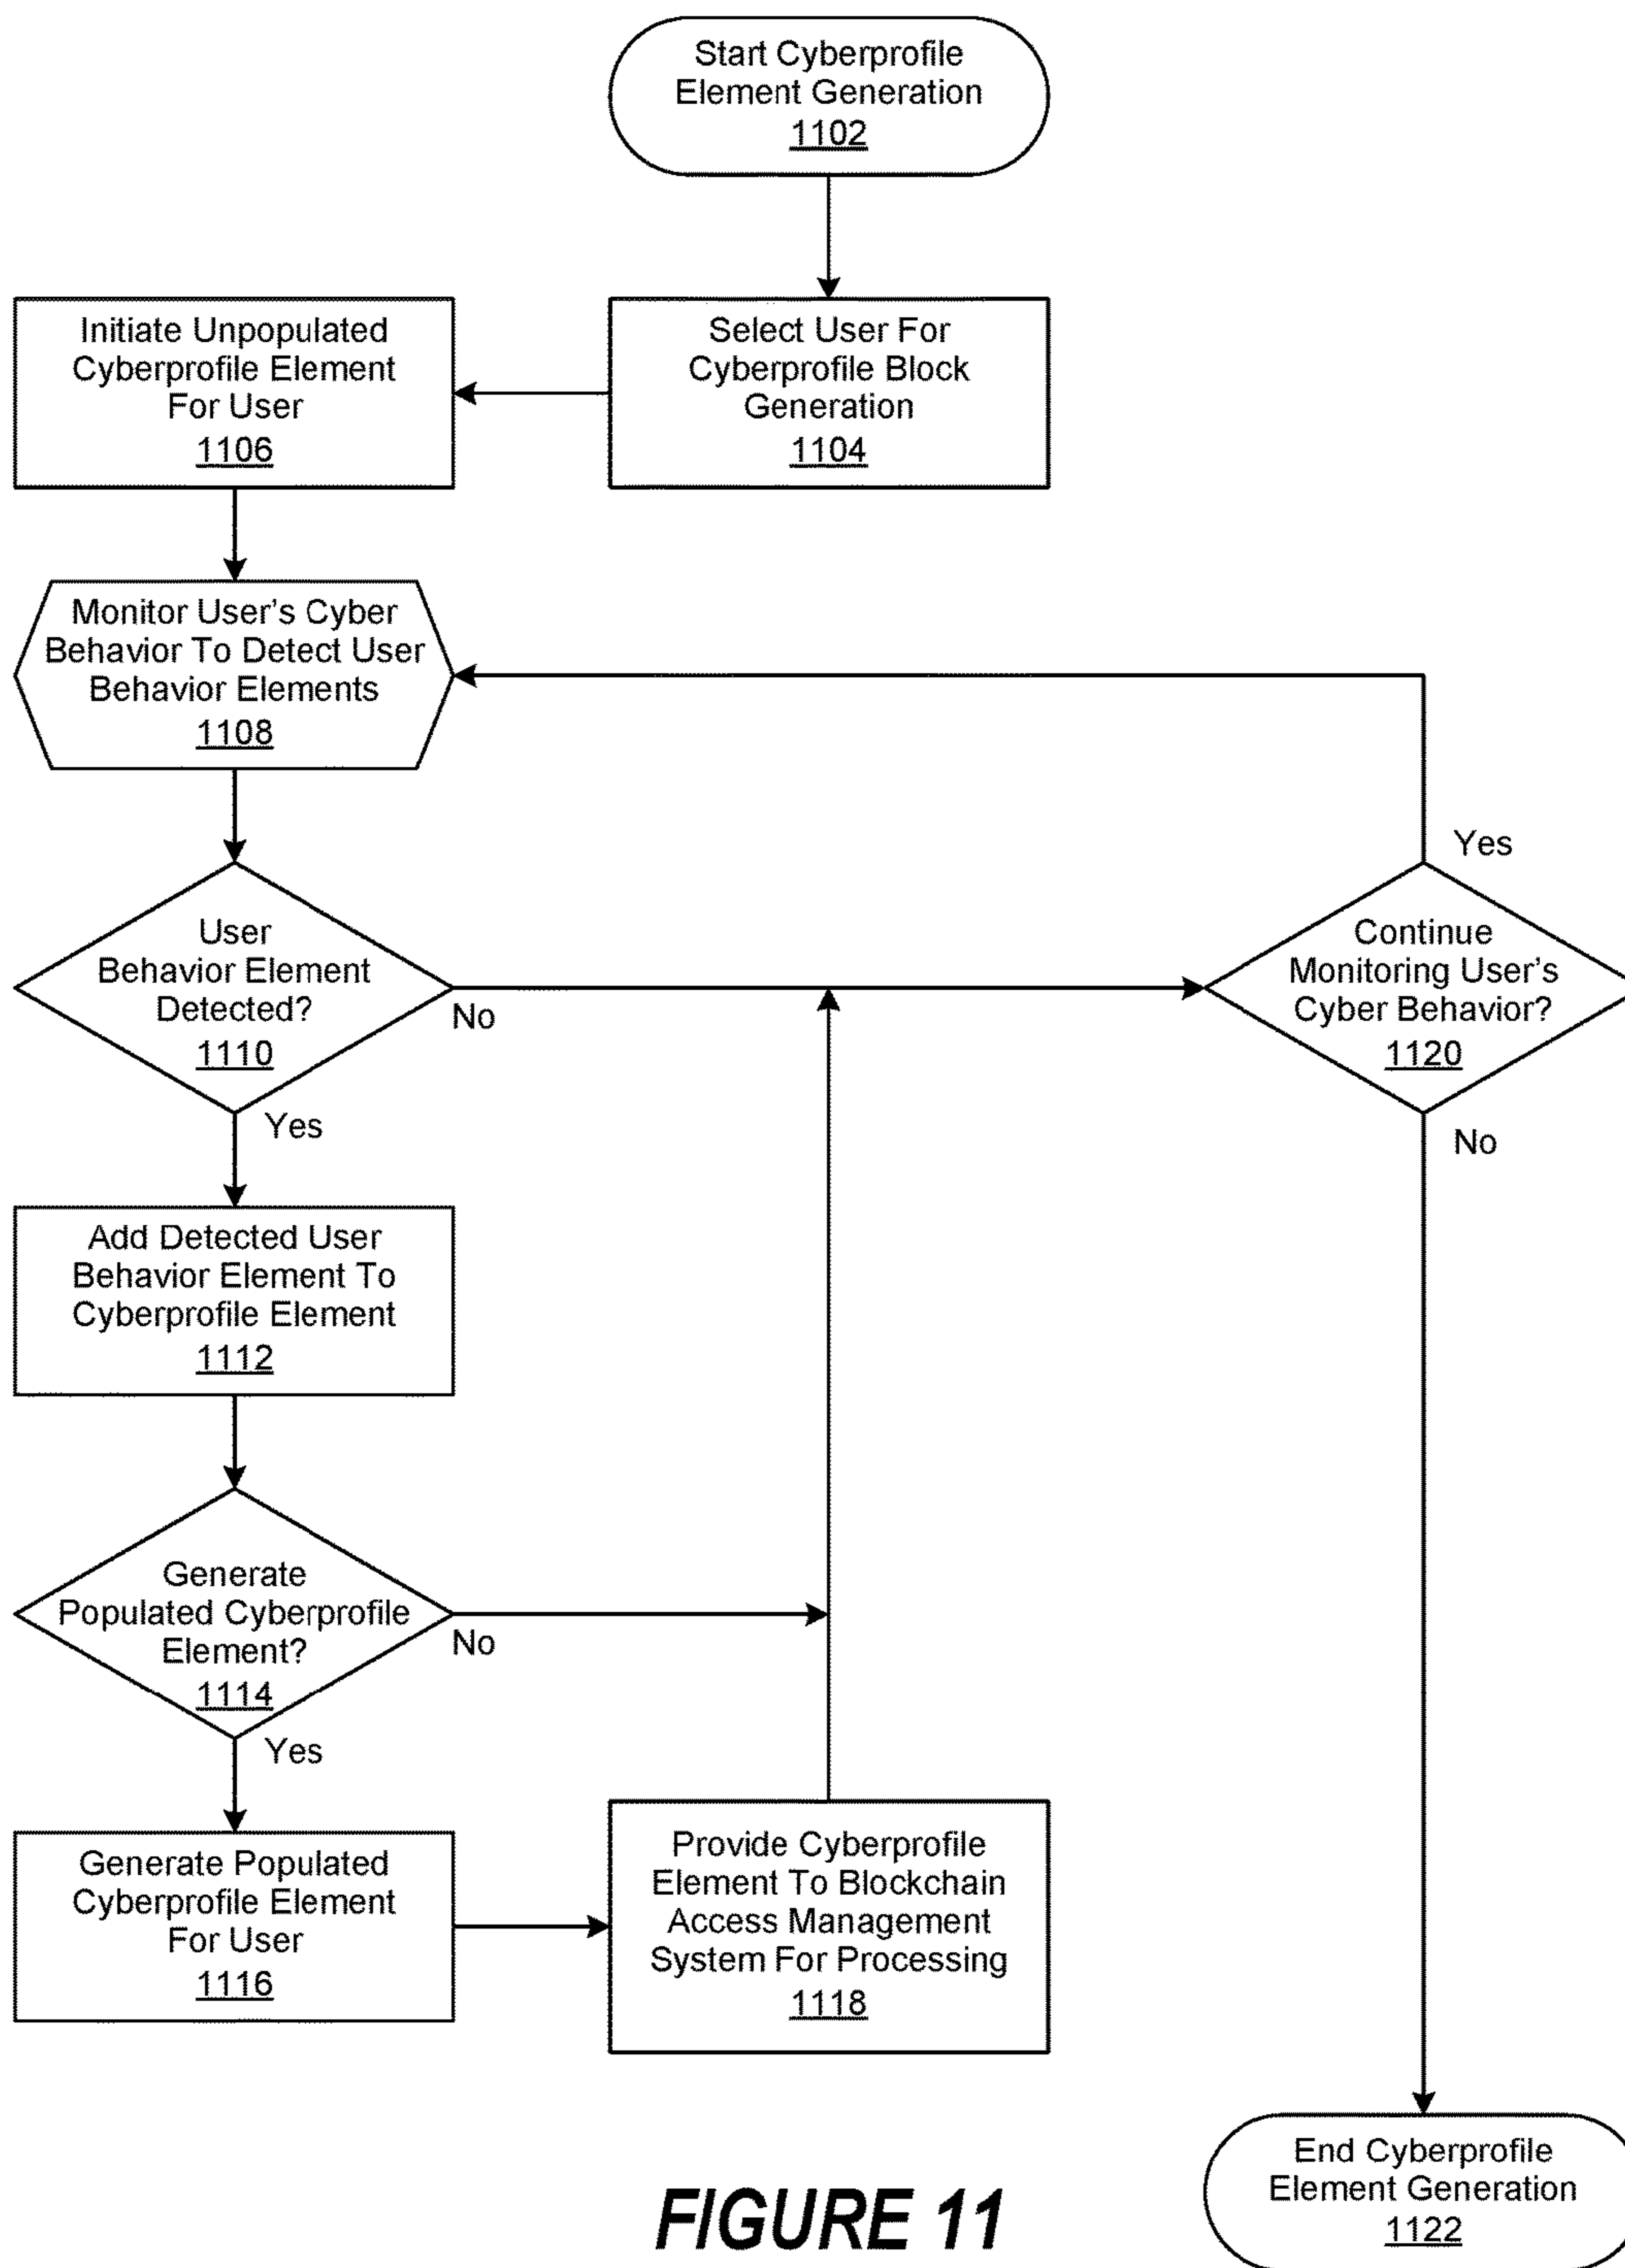 Start Cyberprofile
Element Generation
1102
Initiate Unpopulated
Cyberprofile Element
For User
1106
Select User For
Cyberprofile Block
Generation
1104
Monitor User's Cyber
Behavior To Detect User
Behavior Elements
1108
User
Behavior Element
Detected?
1110
No
Yes
Yes
Continue
Monitoring User's
Cyber Behavior?
1120
No
Add Detected User
Behavior Element To
Cyberprofile Element
1112
Generate
Populated Cyberprofile
Element?
1114
No
Yes
Generate Populated
Cyberprofile Element
For User
1116
Provide Cyberprofile
Element To Blockchain
Access Management
System For Processing
1118
End Cyberprofile
Element Generation
1122
FIGURE 11